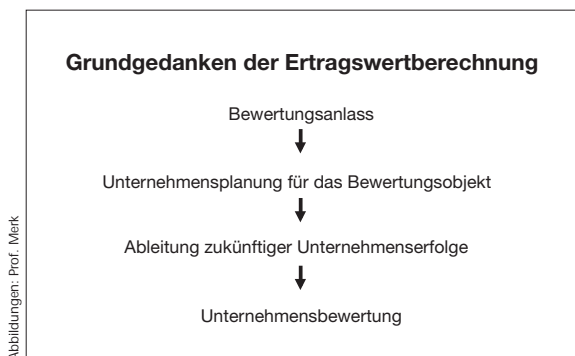 Grundgedanken der Ertragswertberechnung
Bewertungsanlass
Unternehmensplanung für das Bewertungsobjekt
Ableitung zukünftiger Unternehmenserfolge
Unternehmensbewertung
Abbildungen: Prof. Merk